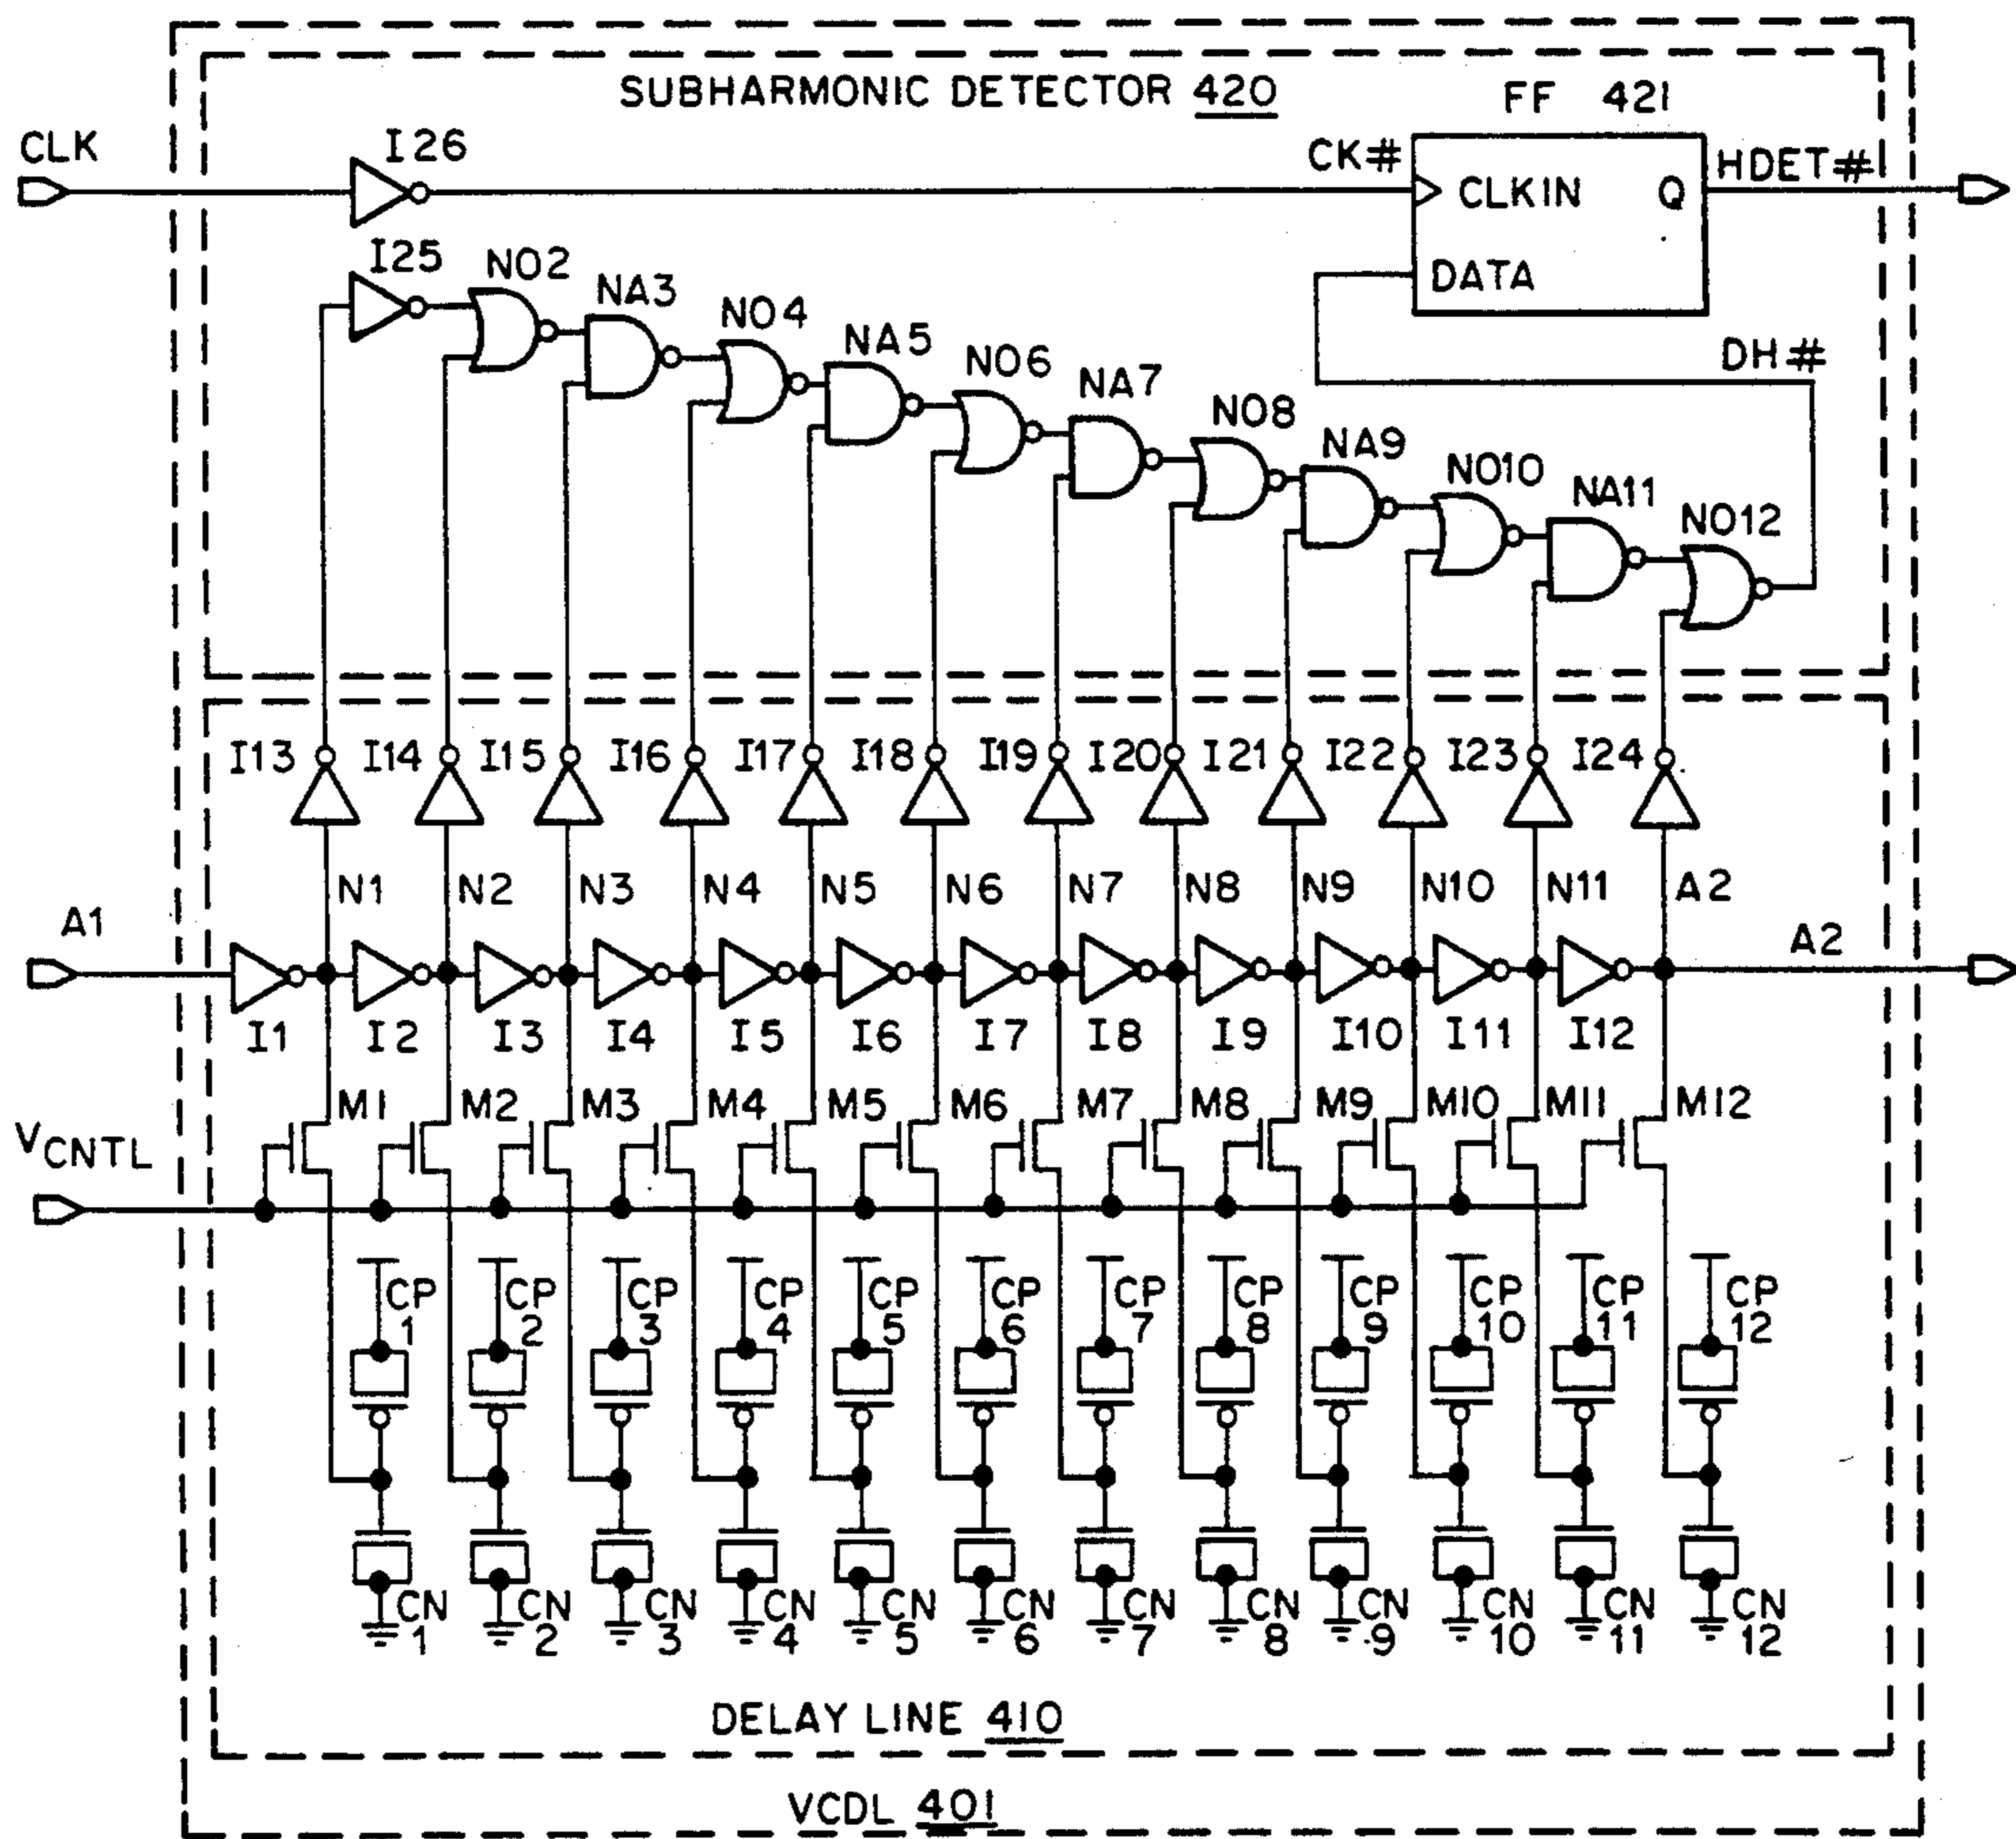 SUBHARMONIC DETECTOR 420
FF 421
CLK
I26
CK#
CLKIN
Q
HDET#
I25
NO2
NA3
NO4
NA5
NO6
NA7
NO8
NA9
NO10
NA11
NO12
DATA
DH#
I13 I14 I15 I16 I17 I18 I19 I20 I21 I22 I23 I24
N1 N2 N3 N4 N5 N6 N7 N8 N9 N10 N11 A2
A1
A2
I1 I2 I3 I4 I5 I6 I7 I8 I9 I10 I11 I12
M1 M2 M3 M4 M5 M6 M7 M8 M9 M10 M11 M12
VCNTL
CP CP CP CP CP CP CP CP CP CP CP CP
1 2 3 4 5 6 7 8 9 10 11 12
CN CN CN CN CN CN CN CN CN CN CN CN
1 2 3 4 5 6 7 8 9 10 11 12
DELAY LINE 410
VCDL 401